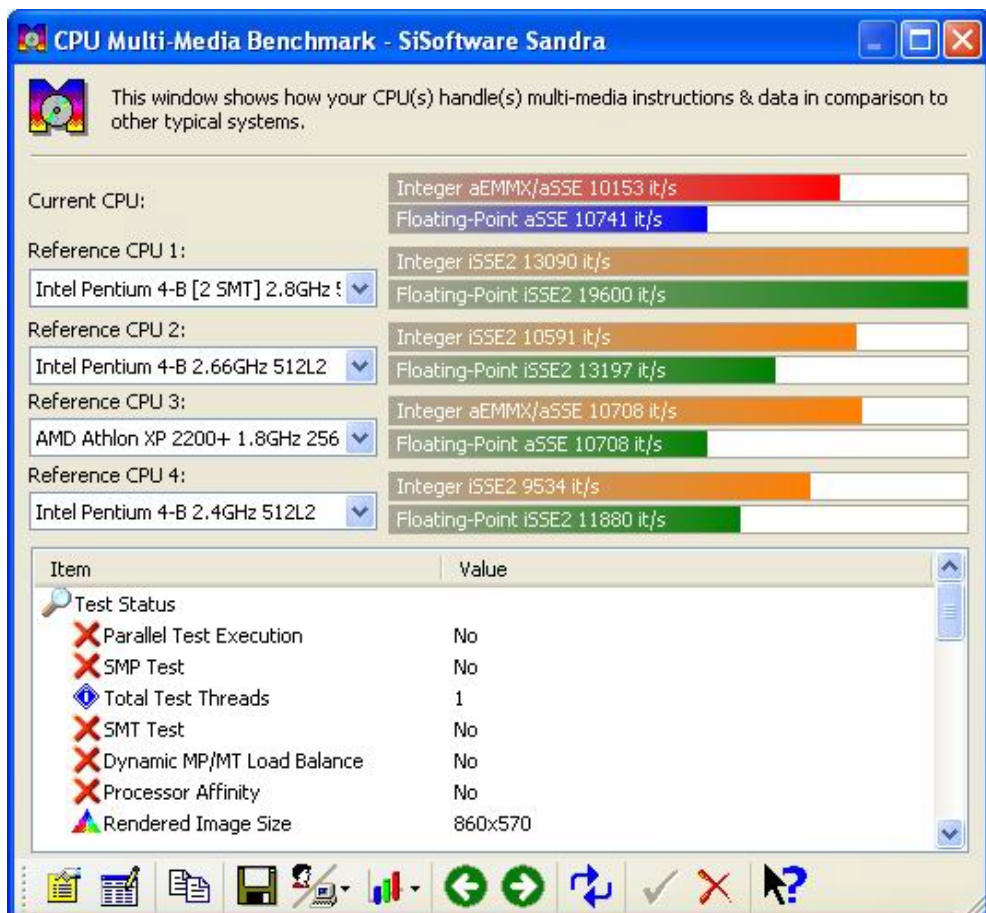 CPU Multi-Media Benchmark - SiSoftware Sandra
This window shows how your CPU(s) handle(s) multi-media instructions & data in comparison to
other typical systems.
Current CPU:
Integer aEMMX/aSSE 10153 it/s
Floating-Point aSSE 10741 it/s
Reference CPU 1:
Intel Pentium 4-B [2 SMT] 2.8GHz
Integer iSSE2 13090 it/s
Floating-Point iSSE2 19600 it/s
Reference CPU 2:
Intel Pentium 4-B 2.66GHz 512L2
Integer iSSE2 10591 it/s
Floating-Point iSSE2 13197 it/s
Reference CPU 3:
AMD Athlon XP 2200+ 1.8GHz 256
Integer aEMMX/aSSE 10708 it/s
Floating-Point aSSE 10708 it/s
Reference CPU 4:
Intel Pentium 4-B 2.4GHz 512L2
Integer iSSE2 9534 it/s
Floating-Point iSSE2 11880 it/s
Item Value
Test Status
Parallel Test Execution No
SMP Test No
Total Test Threads 1
SMT Test No
Dynamic MP/MT Load Balance No
Processor Affinity No
Rendered Image Size 860x570